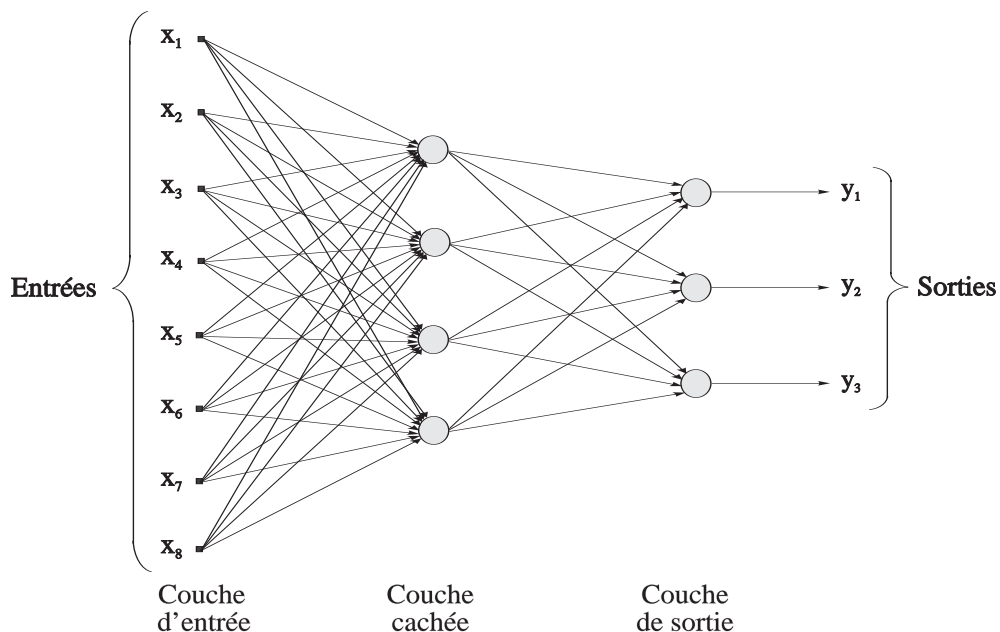 x₁
x₂
x₃
x₄
x₅
x₆
x₇
x₈
Entrées
y₁
y₂
y₃
Sorties
Couche
d'entrée
Couche
cachée
Couche
de sortie